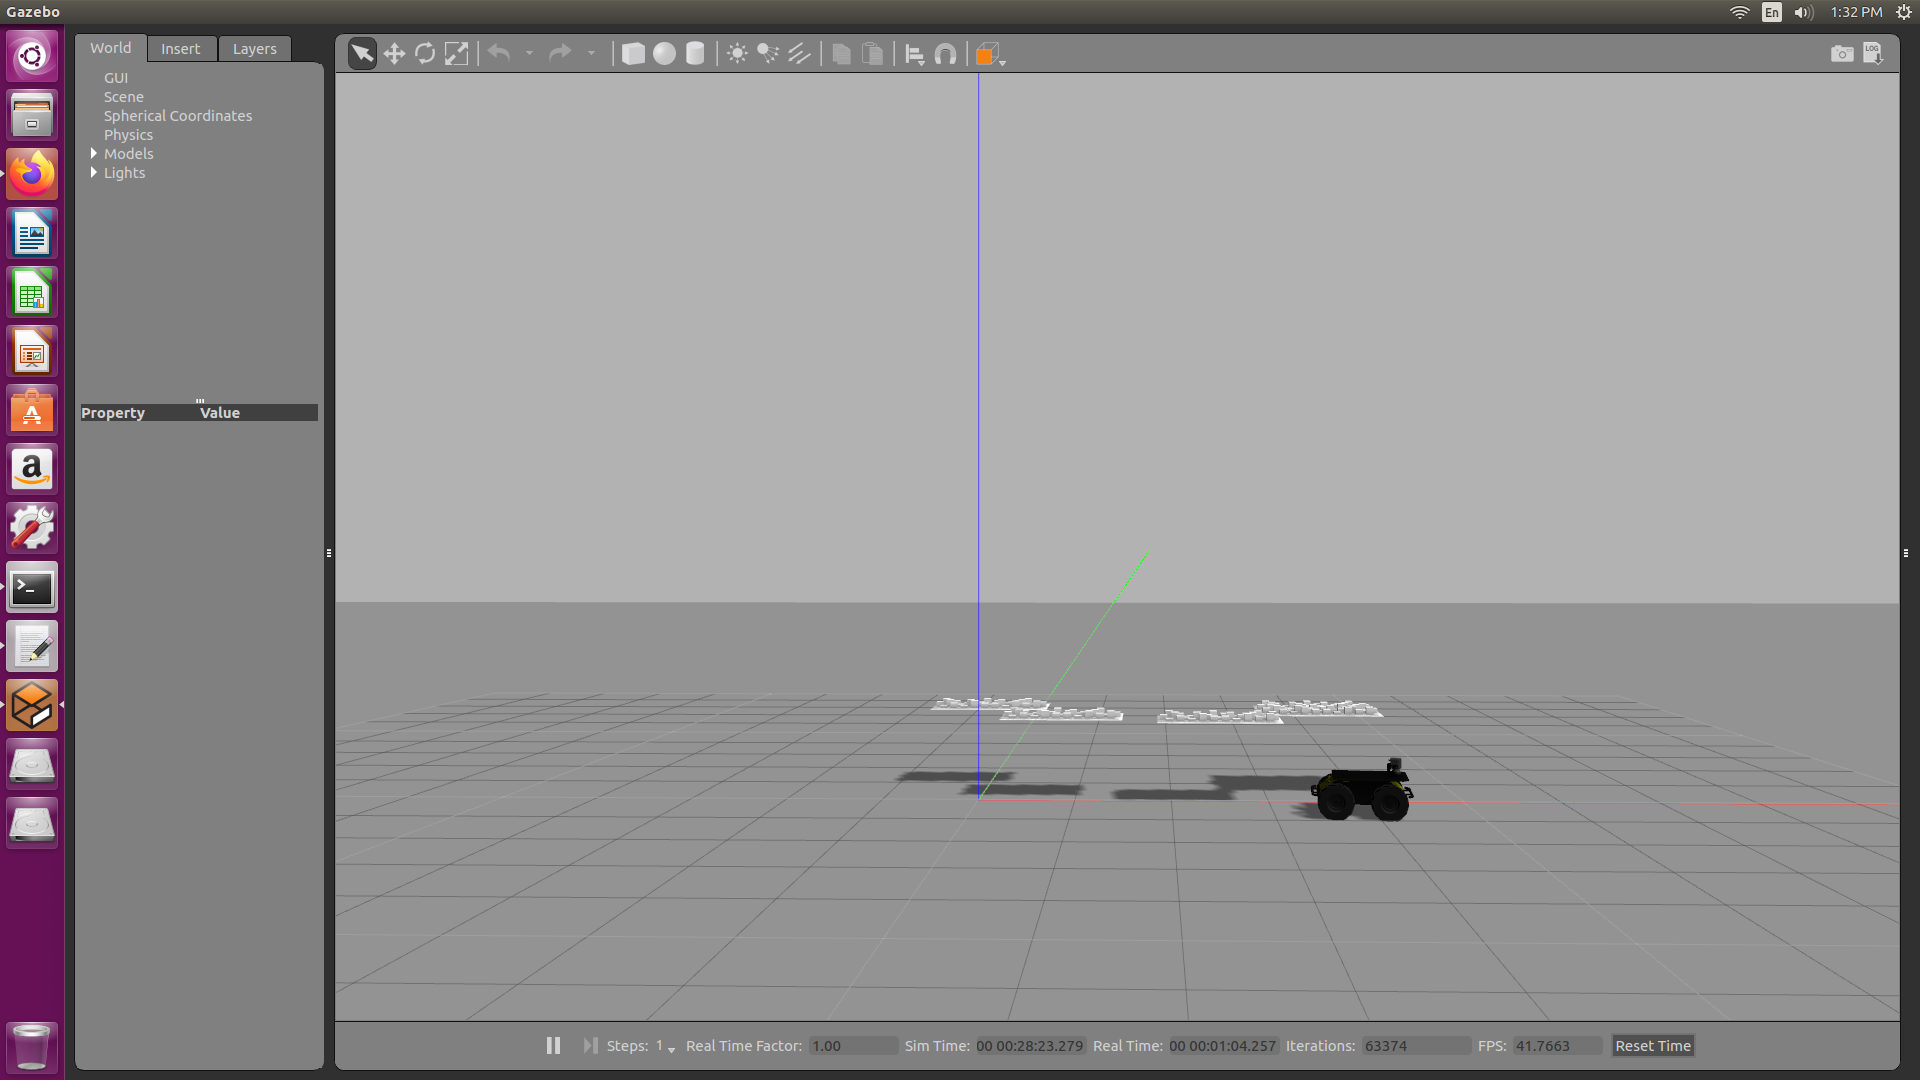 Gazebo
En
1:32 PM
World Insert Layers
LOG
GUI
Scene
Spherical Coordinates
Physics
Models
Lights
Property Value
Steps: 1 Real Time Factor: 1.00 Sim Time: 00 00:28:23.279 Real Time: 00 00:01:04.257 Iterations: 63374 FPS: 41.7663 Reset Time